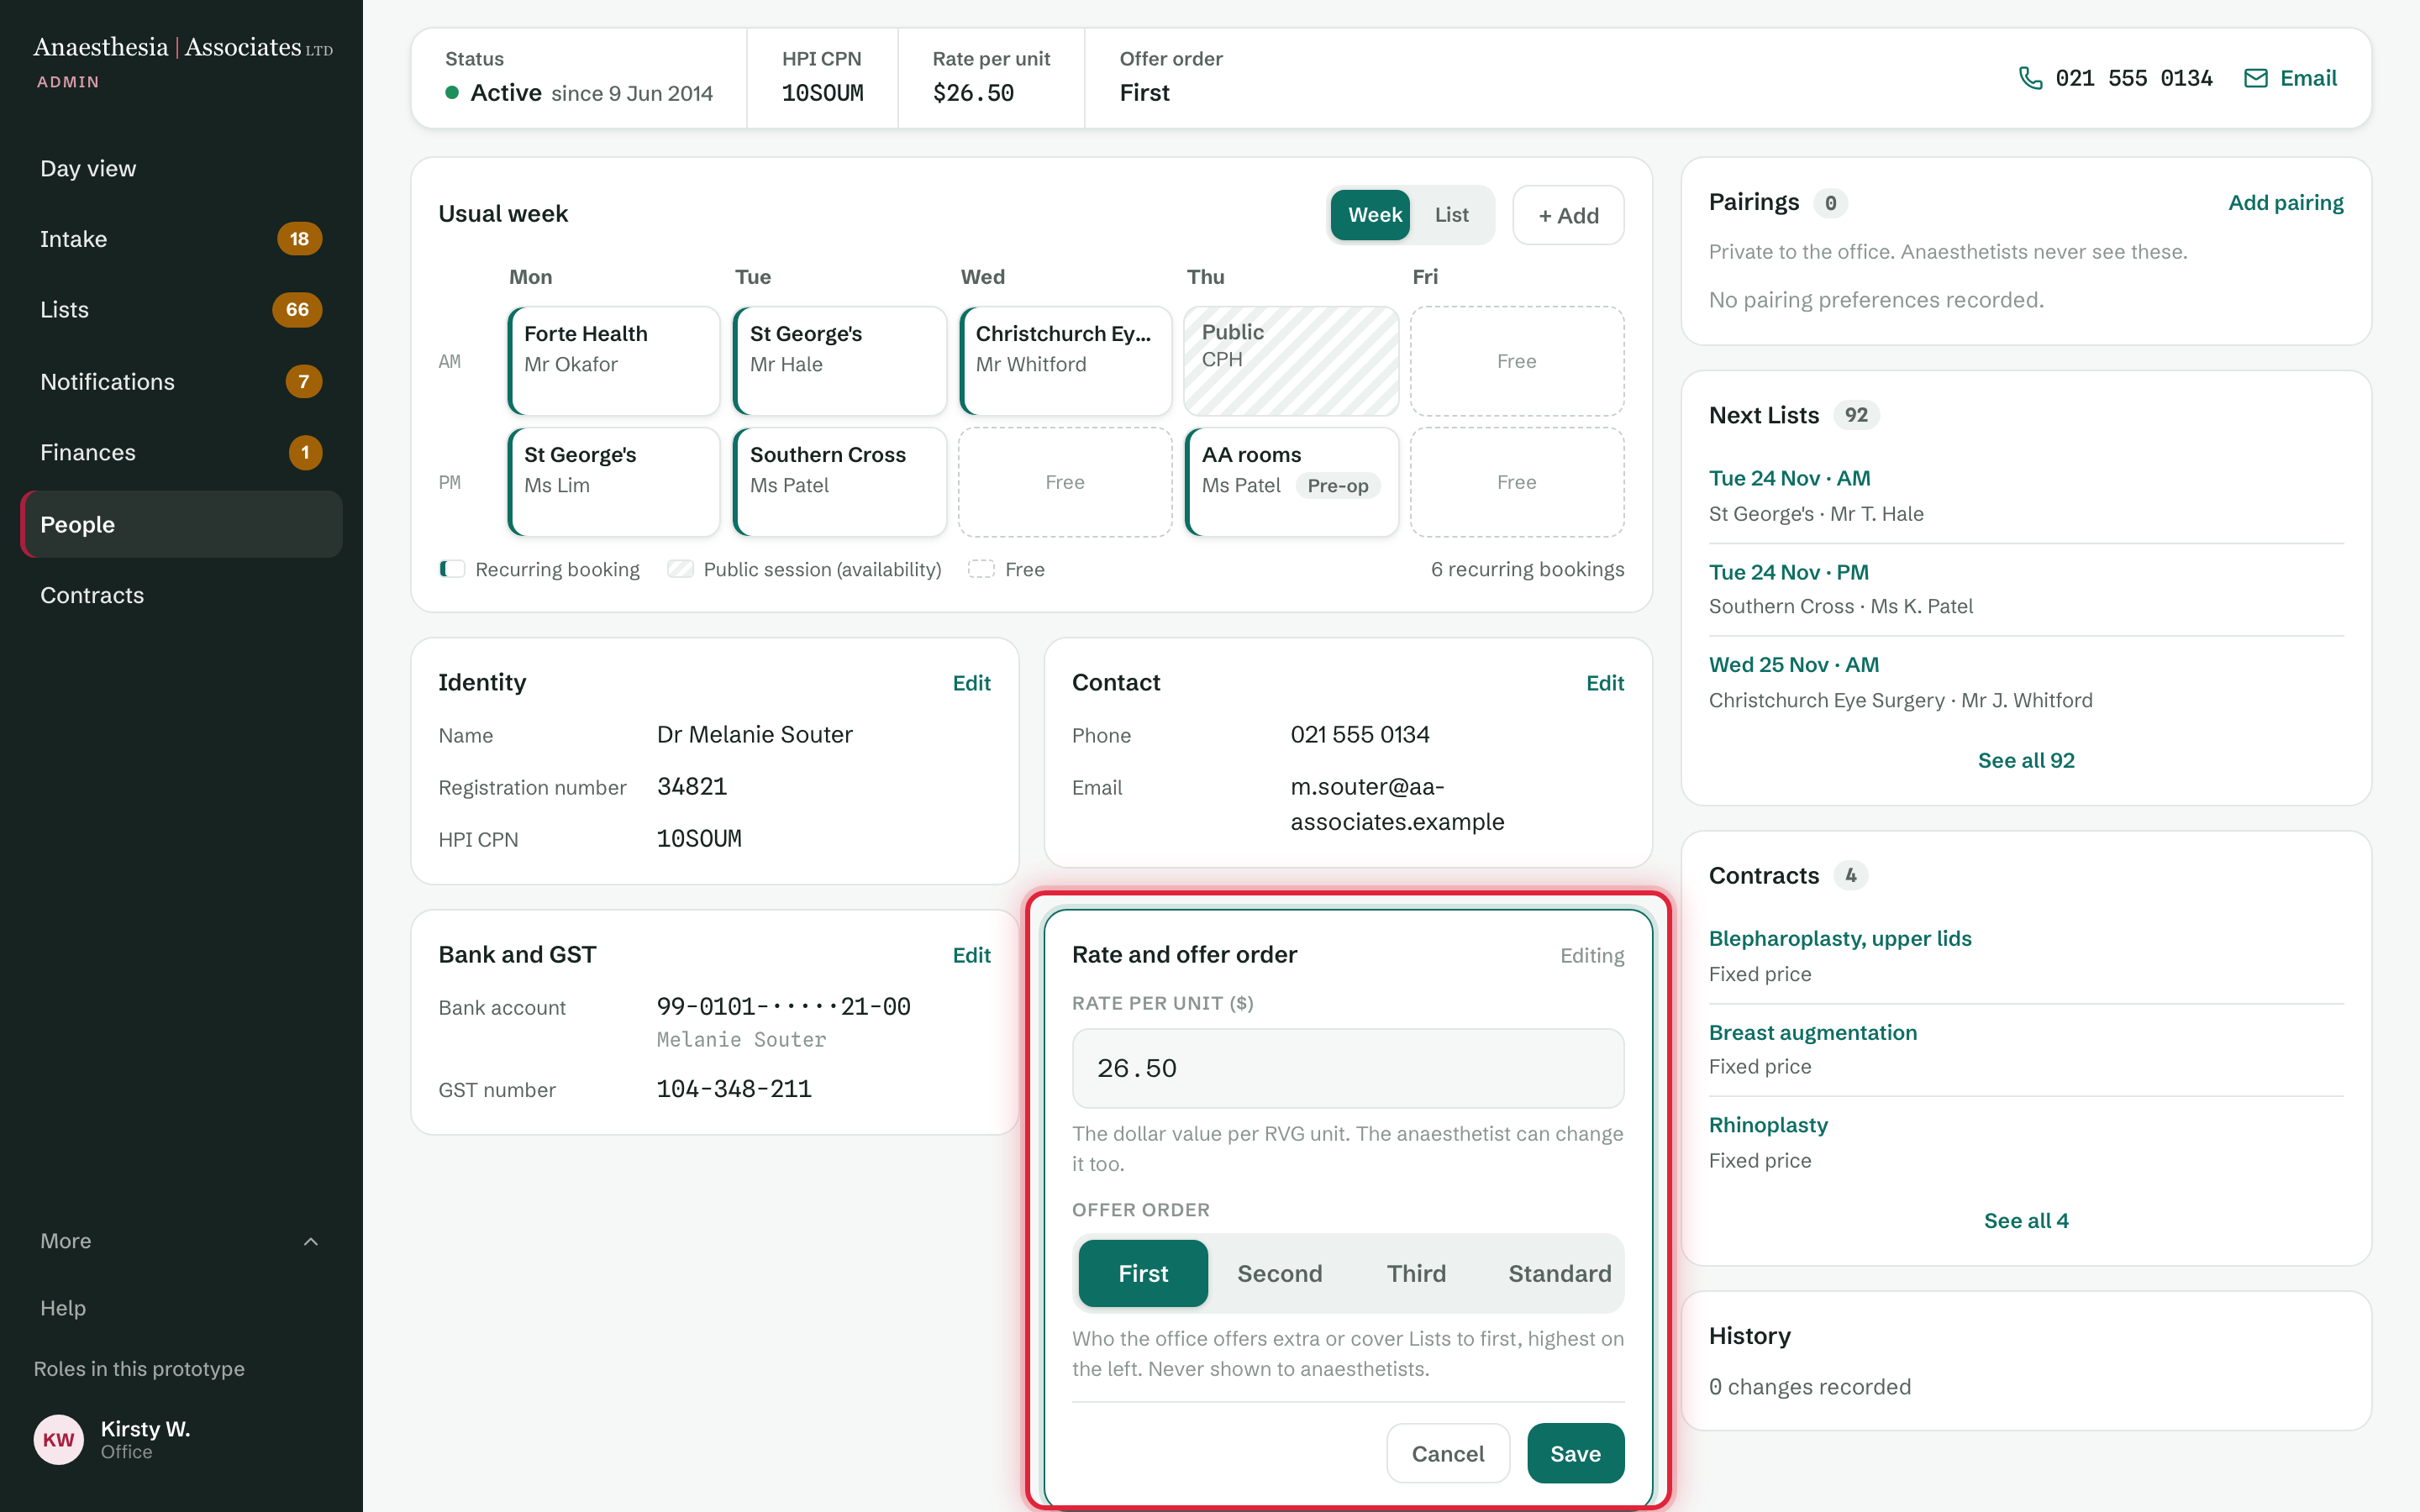 Anaesthesia | Associates LTD
ADMIN
Day view
Intake 18
Lists 66
Notifications 7
Finances 1
People
Contracts
More
Help
Roles in this prototype
KW
Kirsty W.
Office
Status
Active since 9 Jun 2014
HPI CPN
10SOUM
Rate per unit
$26.50
Offer order
First
021 555 0134
Email
Usual week
Week List
+ Add
Mon Tue Wed Thu Fri
AM
Forte Health
Mr Okafor
St George's
Mr Hale
Christchurch Ey...
Mr Whitford
Public
CPH
Free
PM
St George's
Ms Lim
Southern Cross
Ms Patel
Free
AA rooms
Ms Patel Pre-op
Free
Recurring booking Public session (availability) Free
6 recurring bookings
Identity Edit
Name Dr Melanie Souter
Registration number 34821
HPI CPN 10SOUM
Contact Edit
Phone 021 555 0134
Email m.souter@aa-
associates.example
Bank and GST Edit
Bank account 99-0101-·····21-00
Melanie Souter
GST number 104-348-211
Rate and offer order Editing
RATE PER UNIT ($)
26.50
The dollar value per RVG unit. The anaesthetist can change
it too.
OFFER ORDER
First Second Third Standard
Who the office offers extra or cover Lists to first, highest on
the left. Never shown to anaesthetists.
Cancel Save
Pairings 0 Add pairing
Private to the office. Anaesthetists never see these.
No pairing preferences recorded.
Next Lists 92
Tue 24 Nov · AM
St George's · Mr T. Hale
Tue 24 Nov · PM
Southern Cross · Ms K. Patel
Wed 25 Nov · AM
Christchurch Eye Surgery · Mr J. Whitford
See all 92
Contracts 4
Blepharoplasty, upper lids
Fixed price
Breast augmentation
Fixed price
Rhinoplasty
Fixed price
See all 4
History
0 changes recorded